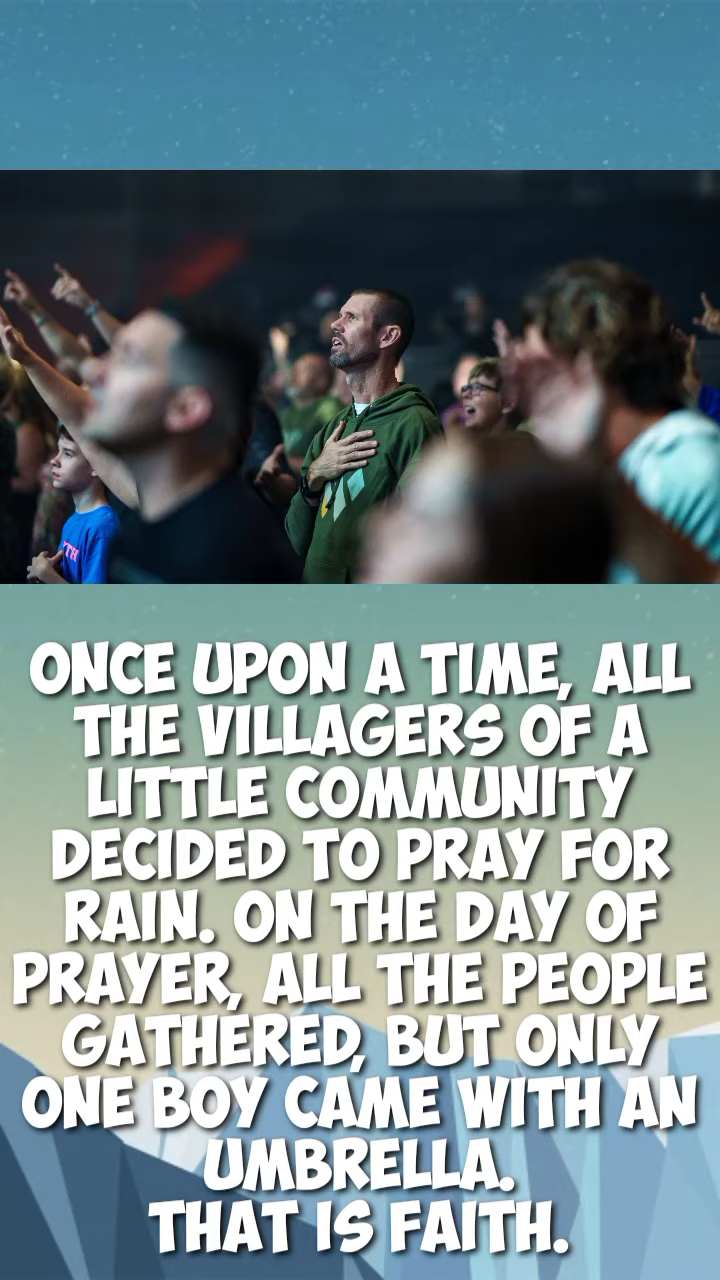 TH
ONCE UPON A TIME, ALL
THE VILLAGERS OF A
LITTLE COMMUNITY
DECIDED TO PRAY FOR
RAIN. ON THE DAY OF
PRAYER, ALL THE PEOPLE
GATHERED, BUT ONLY
ONE BOY CAME WITH AN
UMBRELLA.
THAT IS FAITH.